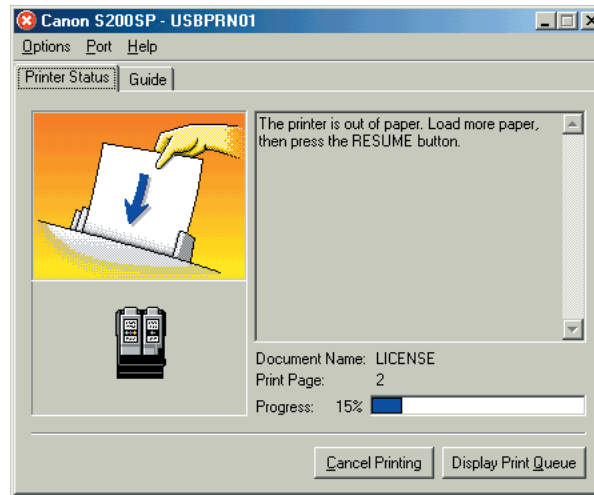 Canon S200SP - USBPRN01
Options Port Help
Printer Status Guide
The printer is out of paper. Load more paper,
then press the RESUME button.
Document Name: LICENSE
Print Page: 2
Progress: 15%
Cancel Printing Display Print Queue